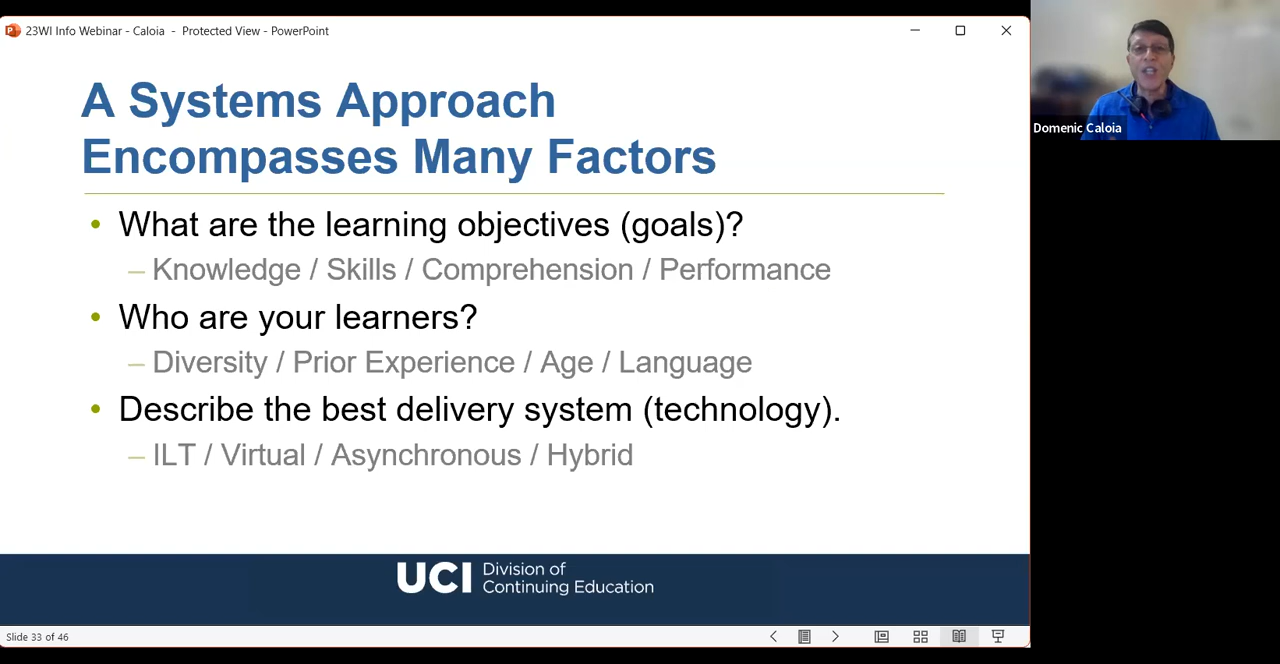 23WI Info Webinar - Caloia - Protected View - PowerPoint
A Systems Approach
Encompasses Many Factors
• What are the learning objectives (goals)?
– Knowledge / Skills / Comprehension / Performance
• Who are your learners?
– Diversity / Prior Experience / Age / Language
• Describe the best delivery system (technology).
– ILT / Virtual / Asynchronous / Hybrid
UCI Division of
Continuing Education
Slide 33 of 46
Domenic Caloia